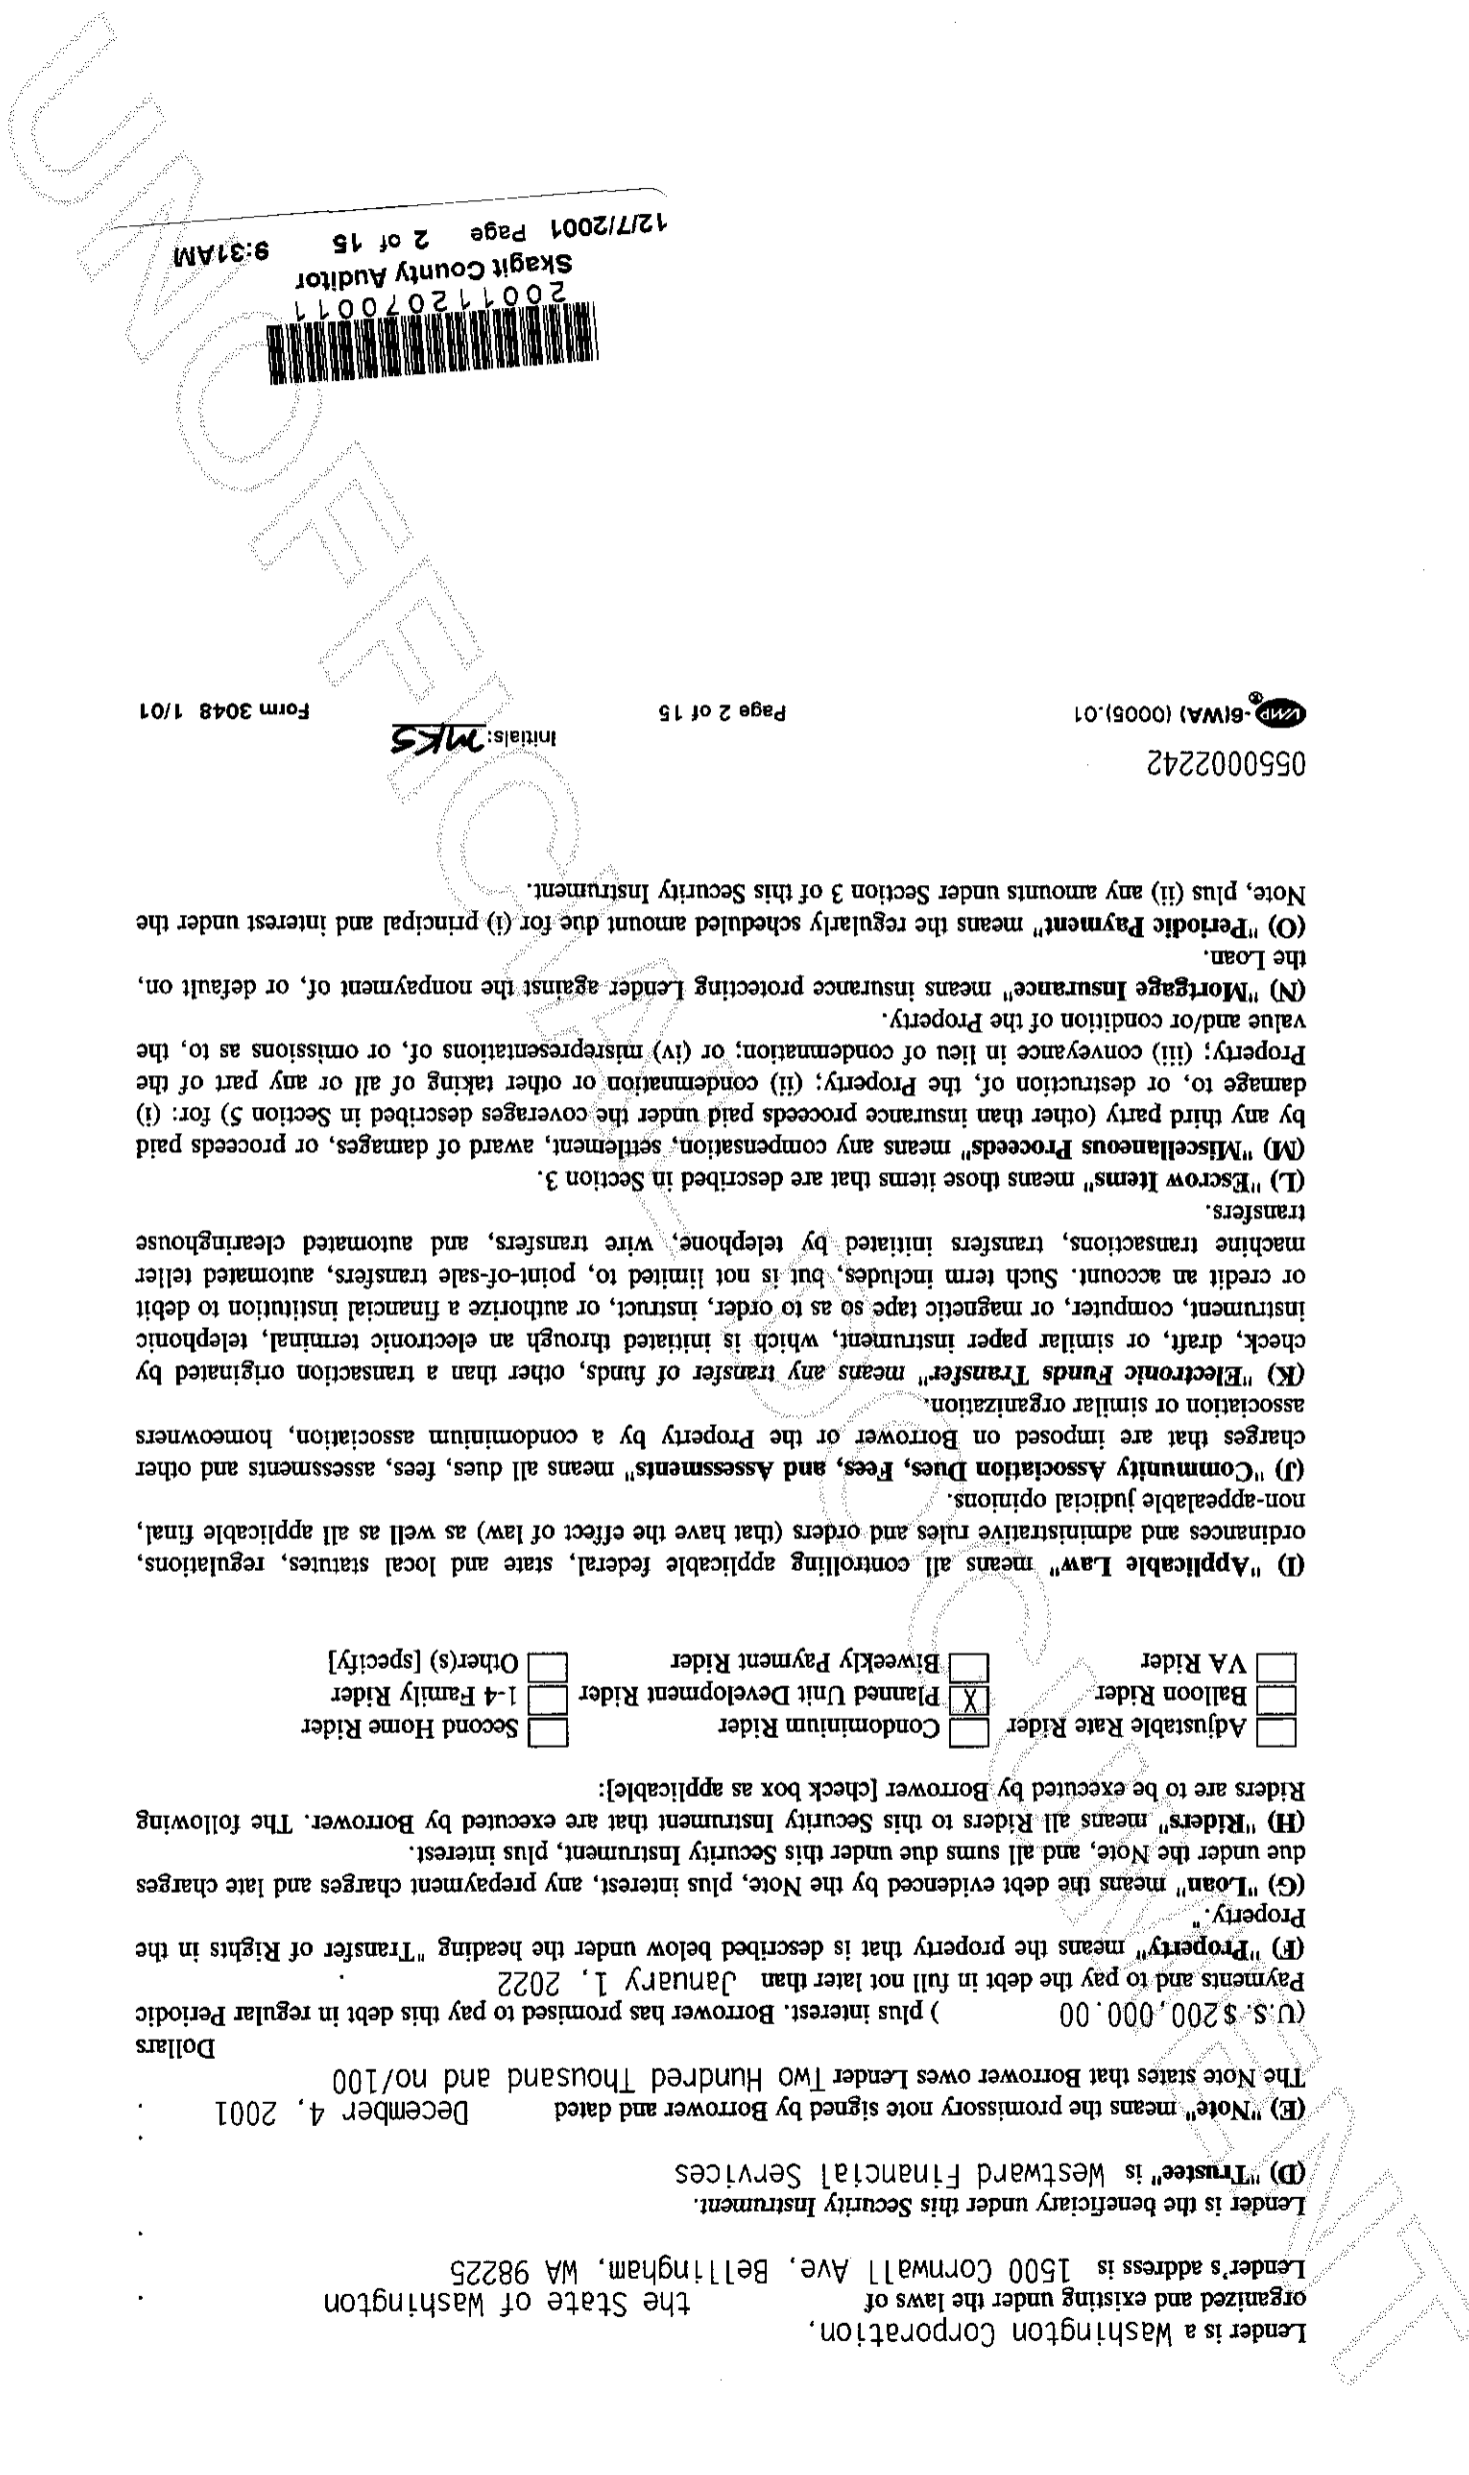 Lender is a Washington Corporation,
organized and existing under the laws of the State of Washington .
Lender's address is 1500 Cornwall Ave, Bellingham, WA 98225
.
Lender is the beneficiary under this Security Instrument.
(D) "Trustee" is Westward Financial Services
.
(E) "Note" means the promissory note signed by Borrower and dated December 4, 2001 .
The Note states that Borrower owes Lender Two Hundred Thousand and no/100
Dollars
(U.S. $200,000.00 ) plus interest. Borrower has promised to pay this debt in regular Periodic
Payments and to pay the debt in full not later than January 1, 2022 .
(F) "Property" means the property that is described below under the heading "Transfer of Rights in the
Property."
(G) "Loan" means the debt evidenced by the Note, plus interest, any prepayment charges and late charges
due under the Note, and all sums due under this Security Instrument, plus interest.
(H) "Riders" means all Riders to this Security Instrument that are executed by Borrower. The following
Riders are to be executed by Borrower [check box as applicable]:
Adjustable Rate Rider Condominium Rider Second Home Rider
Balloon Rider X Planned Unit Development Rider 1-4 Family Rider
VA Rider Biweekly Payment Rider Other(s) [specify]
(I) "Applicable Law" means all controlling applicable federal, state and local statutes, regulations,
ordinances and administrative rules and orders (that have the effect of law) as well as all applicable final,
non-appealable judicial opinions.
(J) "Community Association Dues, Fees, and Assessments" means all dues, fees, assessments and other
charges that are imposed on Borrower or the Property by a condominium association, homeowners
association or similar organization.
(K) "Electronic Funds Transfer" means any transfer of funds, other than a transaction originated by
check, draft, or similar paper instrument, which is initiated through an electronic terminal, telephonic
instrument, computer, or magnetic tape so as to order, instruct, or authorize a financial institution to debit
or credit an account. Such term includes, but is not limited to, point-of-sale transfers, automated teller
machine transactions, transfers initiated by telephone, wire transfers, and automated clearinghouse
transfers.
(L) "Escrow Items" means those items that are described in Section 3.
(M) "Miscellaneous Proceeds" means any compensation, settlement, award of damages, or proceeds paid
by any third party (other than insurance proceeds paid under the coverages described in Section 5) for: (i)
damage to, or destruction of, the Property; (ii) condemnation or other taking of all or any part of the
Property; (iii) conveyance in lieu of condemnation; or (iv) misrepresentations of, or omissions as to, the
value and/or condition of the Property.
(N) "Mortgage Insurance" means insurance protecting Lender against the nonpayment of, or default on,
the Loan.
(O) "Periodic Payment" means the regularly scheduled amount due for (i) principal and interest under the
Note, plus (ii) any amounts under Section 3 of this Security Instrument.
0550002242
Initials: MKS
VMP®-6(WA) (0005).01 Page 2 of 15 Form 3048 1/01
200112070011
Skagit County Auditor
12/7/2001 Page 2 of 15 9:31AM
UNOFFICIAL DOCUMENT